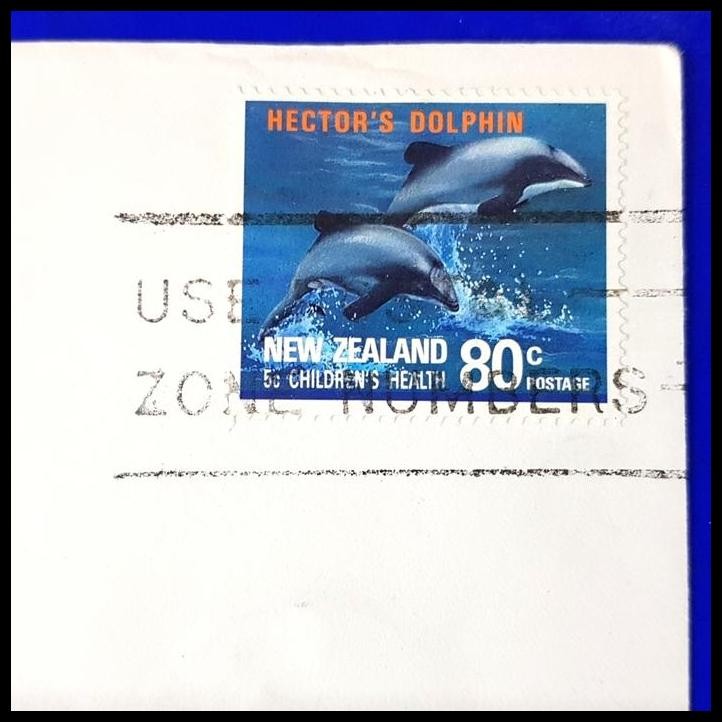 HECTOR'S DOLPHIN
USE
NEW ZEALAND 80c
5c CHILDREN'S HEALTH POSTAGE
ZONE NUMBERS